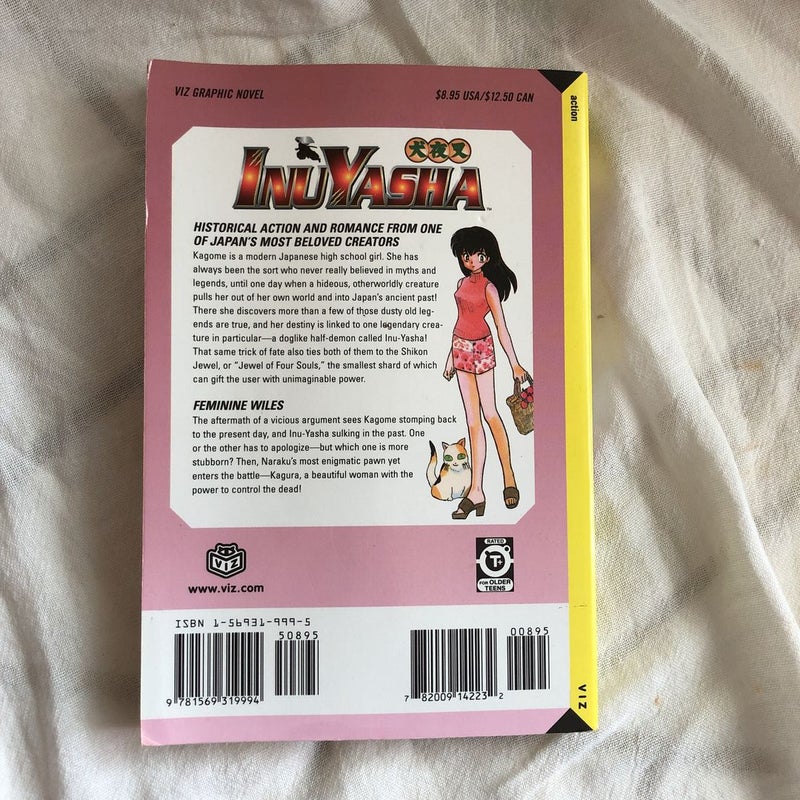 VIZ GRAPHIC NOVEL
$8.95 USA/$12.50 CAN
action
犬夜叉
INUYASHA™
HISTORICAL ACTION AND ROMANCE FROM ONE
OF JAPAN'S MOST BELOVED CREATORS
Kagome is a modern Japanese high school girl. She has
always been the sort who never really believed in myths and
legends, until one day when a hideous, otherworldly creature
pulls her out of her own world and into Japan's ancient past!
There she discovers more than a few of those dusty old leg-
ends are true, and her destiny is linked to one legendary crea-
ture in particular—a doglike half-demon called Inu-Yasha!
That same trick of fate also ties both of them to the Shikon
Jewel, or "Jewel of Four Souls," the smallest shard of which
can gift the user with unimaginable power.
FEMININE WILES
The aftermath of a vicious argument sees Kagome stomping back
to the present day, and Inu-Yasha sulking in the past. One
or the other has to apologize—but which one is more
stubborn? Then, Naraku's most enigmatic pawn yet
enters the battle—Kagura, a beautiful woman with the
power to control the dead!
VIZ
www.viz.com
RATED
T+
FOR OLDER
TEENS
ISBN 1-56931-999-5
50895
9 781569 319994
00895
7 82009 14223 2
VIZ